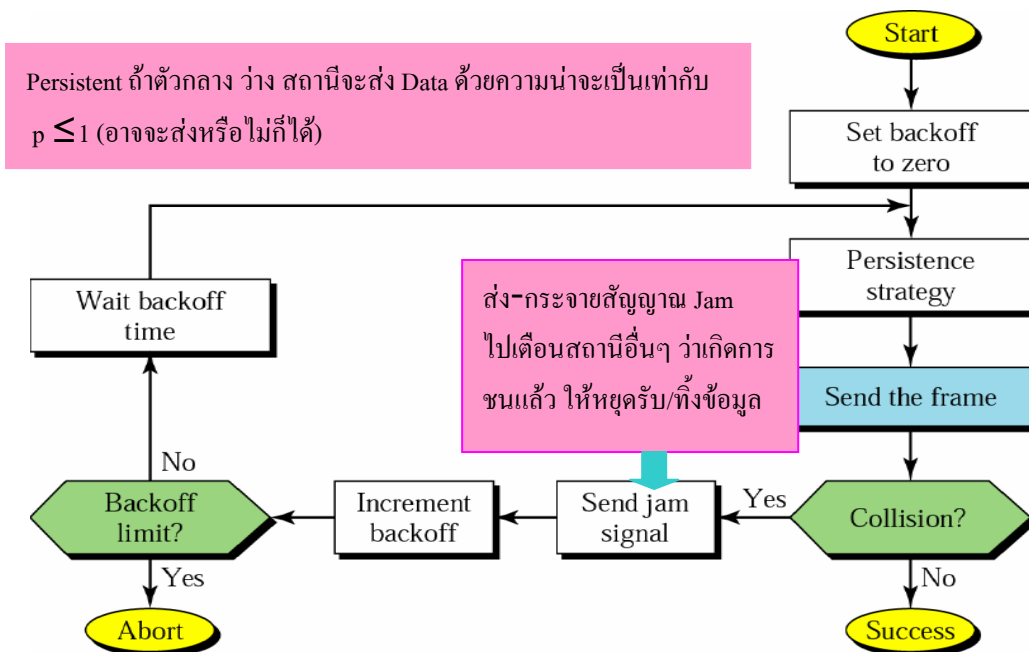 Start
Persistent ถ้าตัวกลาง ว่าง สถานีจะส่ง Data ด้วยความน่าจะเป็นเท่ากับ
p ≤ 1 (อาจจะส่งหรือไม่ก็ได้)
Set backoff
to zero
Persistence
strategy
Wait backoff
time
ส่ง-กระจายสัญญาณ Jam
ไปเตือนสถานีอื่นๆ ว่าเกิดการ
ชนแล้ว ให้หยุดรับ/ทิ้งข้อมูล
Send the frame
No
Backoff
limit?
Increment
backoff
Send jam
signal
Yes
Collision?
Yes
No
Abort
Success